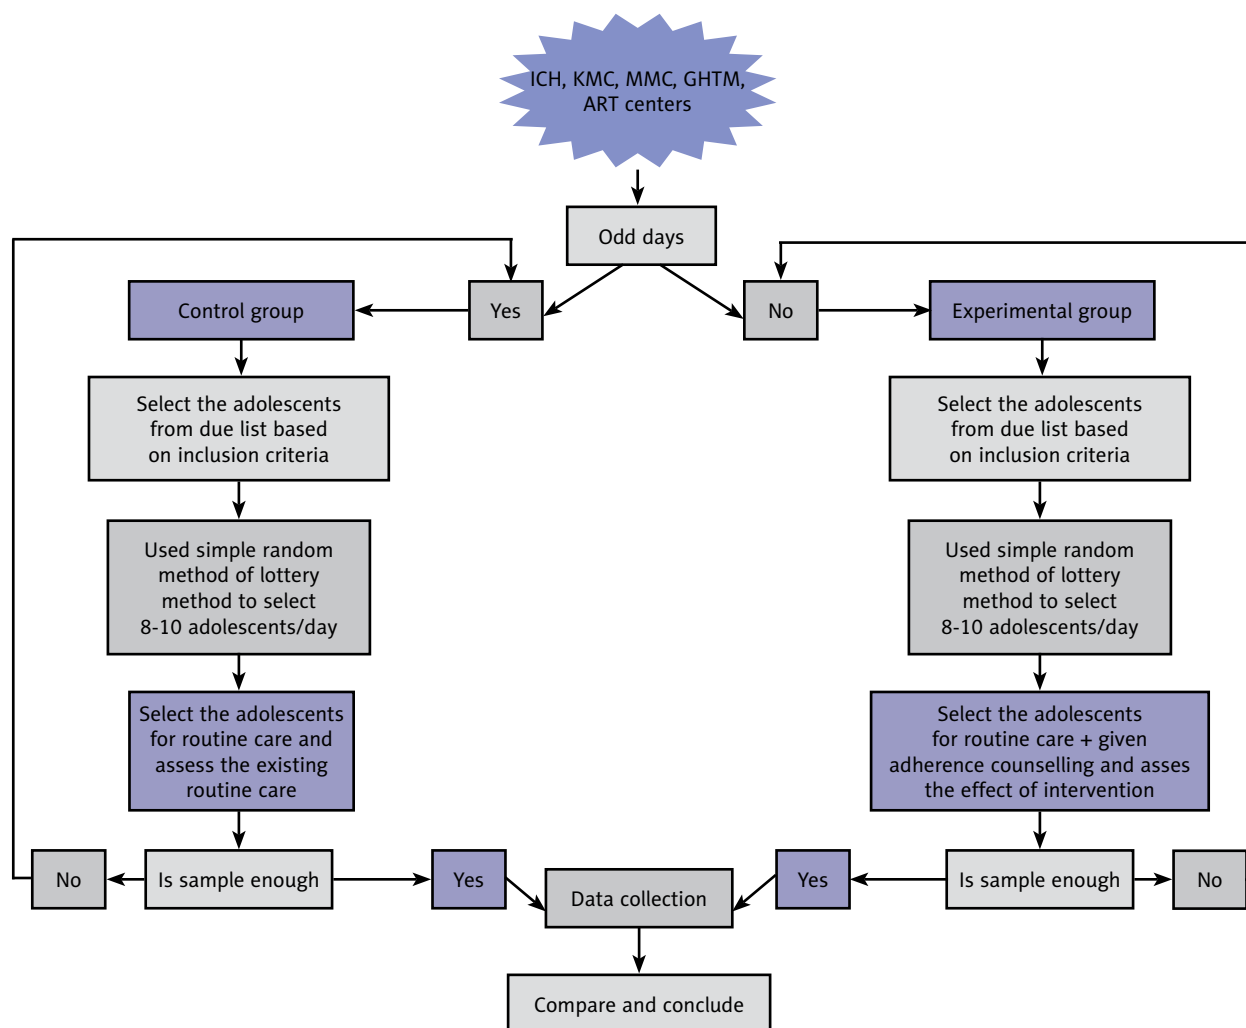 ICH, KMC, MMC, GHTM,
ART centers
Odd days
Control group
Yes
No
Experimental group
Select the adolescents
from due list based
on inclusion criteria
Select the adolescents
from due list based
on inclusion criteria
Used simple random
method of lottery
method to select
8-10 adolescents/day
Used simple random
method of lottery
method to select
8-10 adolescents/day
Select the adolescents
for routine care and
assess the existing
routine care
Select the adolescents
for routine care + given
adherence counselling and asses
the effect of intervention
No
Is sample enough
Yes
Data collection
Yes
Is sample enough
No
Compare and conclude